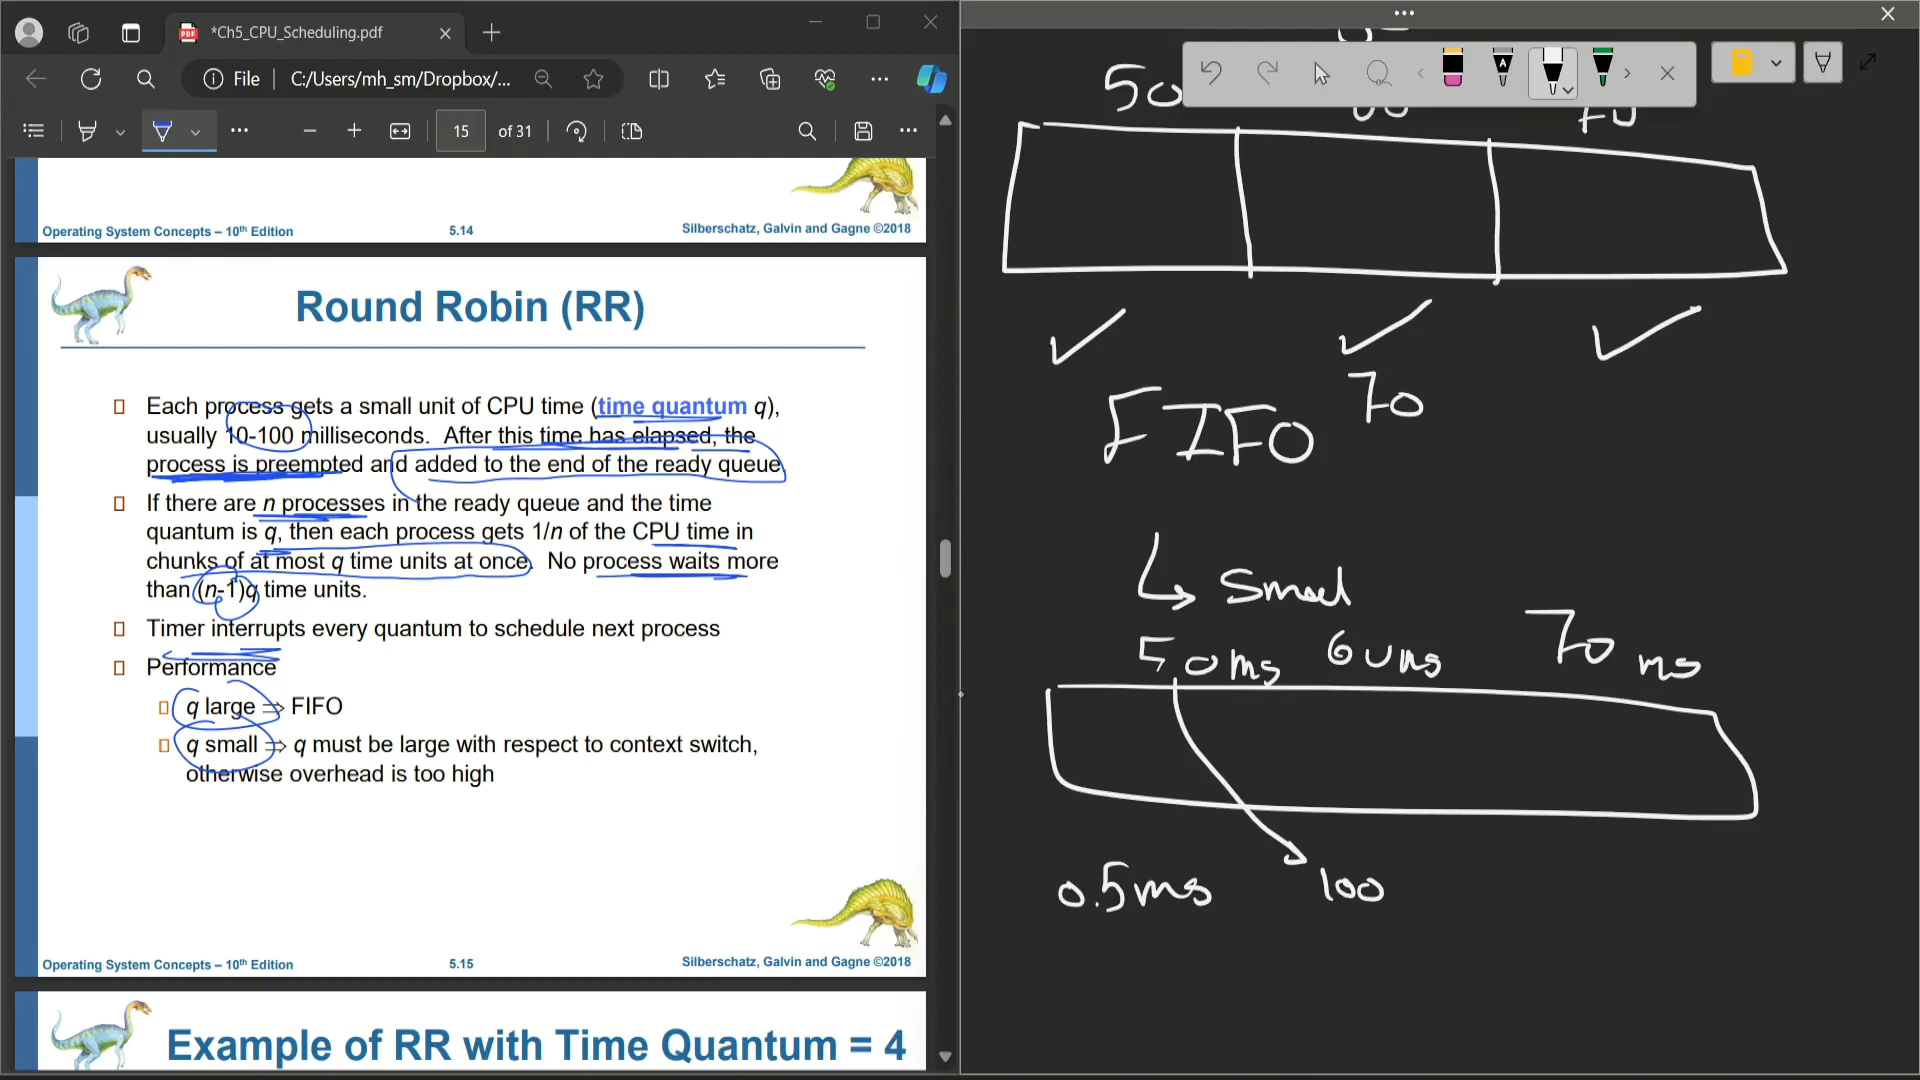 *Ch5_CPU_Scheduling.pdf
File
C:/Users/mh_sm/Dropbox/...
15 of 31
Operating System Concepts – 10th Edition 5.14 Silberschatz, Galvin and Gagne ©2018
Round Robin (RR)
Each process gets a small unit of CPU time (time quantum q),
usually 10-100 milliseconds. After this time has elapsed, the
process is preempted and added to the end of the ready queue.
If there are n processes in the ready queue and the time
quantum is q, then each process gets 1/n of the CPU time in
chunks of at most q time units at once. No process waits more
than (n-1)q time units.
Timer interrupts every quantum to schedule next process
Performance
q large ⇒ FIFO
q small ⇒ q must be large with respect to context switch,
otherwise overhead is too high
Operating System Concepts – 10th Edition 5.15 Silberschatz, Galvin and Gagne ©2018
Example of RR with Time Quantum = 4
50
70
FIFO
Small
50ms 60ms 70 ms
0.5ms 100